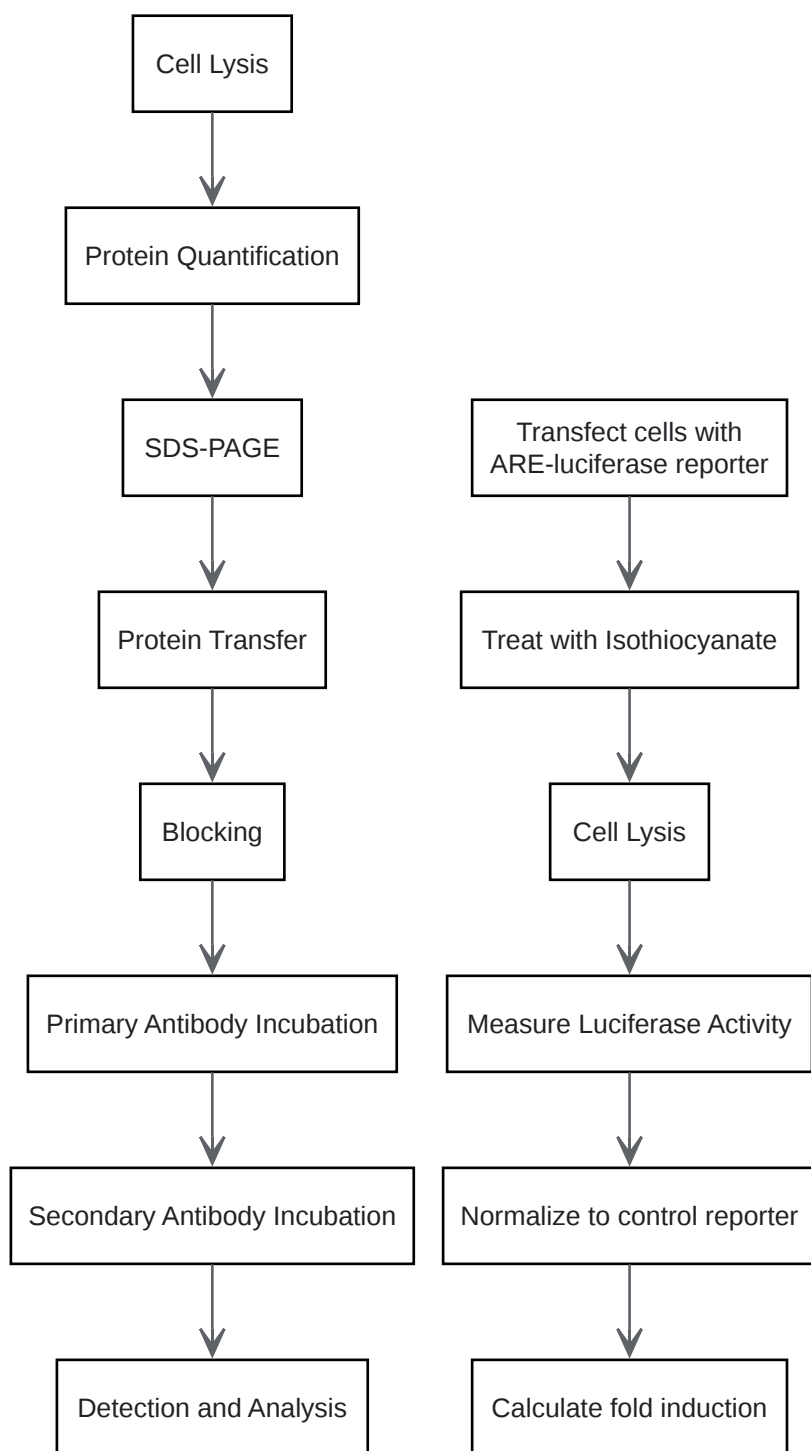 Cell Lysis
Protein Quantification
SDS-PAGE
Protein Transfer
Blocking
Primary Antibody Incubation
Secondary Antibody Incubation
Detection and Analysis
Transfect cells with
ARE-luciferase reporter
Treat with Isothiocyanate
Cell Lysis
Measure Luciferase Activity
Normalize to control reporter
Calculate fold induction